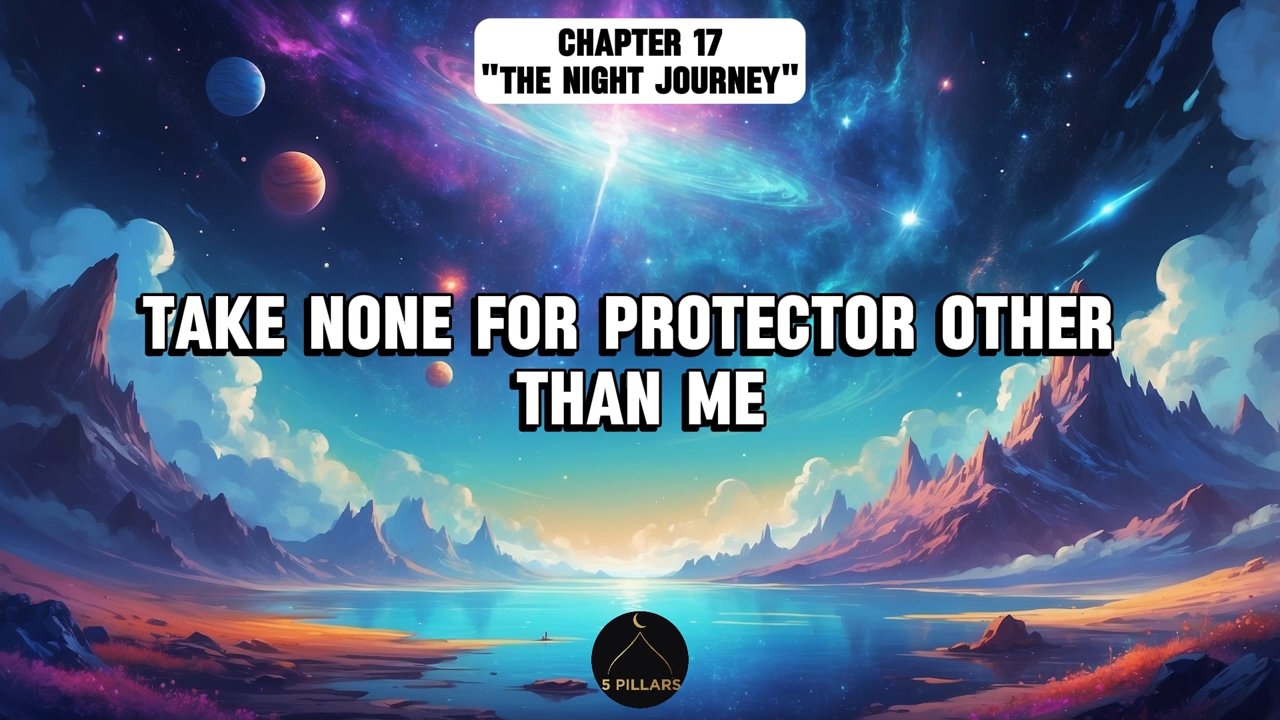 CHAPTER 17
"THE NIGHT JOURNEY"
TAKE NONE FOR PROTECTOR OTHER
THAN ME
5 PILLARS